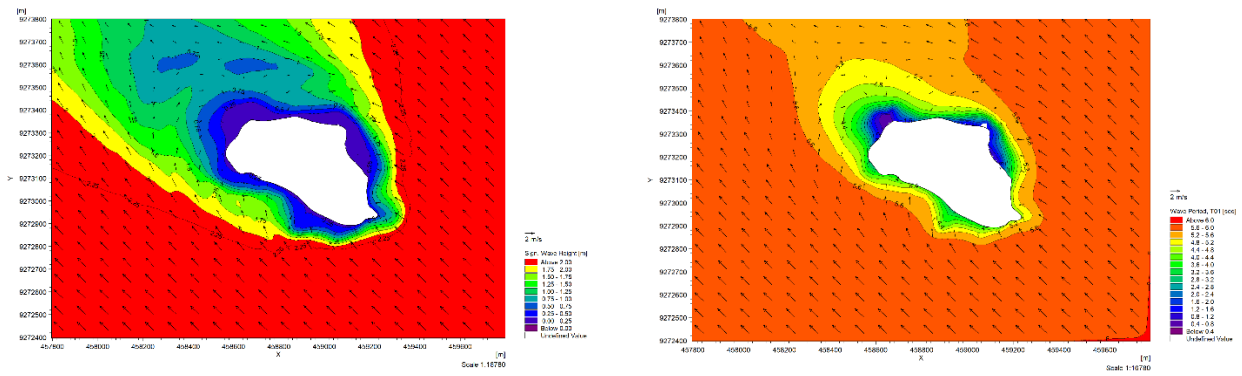 [m]
9273800
9273700
9273600
9273500
9273400
9273300
9273200
9273100
9273000
9272900
9272800
9272700
9272600
9272500
9272400
Y
457800 458000 458200 458400 458600 458800 459000 459200 459400 459600
X
[m]
Scale 1:16780
2 m/s
Sign. Wave Height [m]
Above 2.00
1.75 - 2.00
1.50 - 1.75
1.25 - 1.50
1.00 - 1.25
0.75 - 1.00
0.50 - 0.75
0.25 - 0.50
0.00 - 0.25
Below 0.00
Undefined Value
[m]
9273800
9273700
9273600
9273500
9273400
9273300
9273200
9273100
9273000
9272900
9272800
9272700
9272600
9272500
9272400
Y
457800 458000 458200 458400 458600 458800 459000 459200 459400 459600
X
[m]
Scale 1:16780
2 m/s
Wave Period, T01 [sec]
Above 6.0
5.6 - 6.0
5.2 - 5.6
4.8 - 5.2
4.4 - 4.8
4.0 - 4.4
3.6 - 4.0
3.2 - 3.6
2.8 - 3.2
2.4 - 2.8
2.0 - 2.4
1.6 - 2.0
1.2 - 1.6
0.8 - 1.2
0.4 - 0.8
Below 0.4
Undefined Value